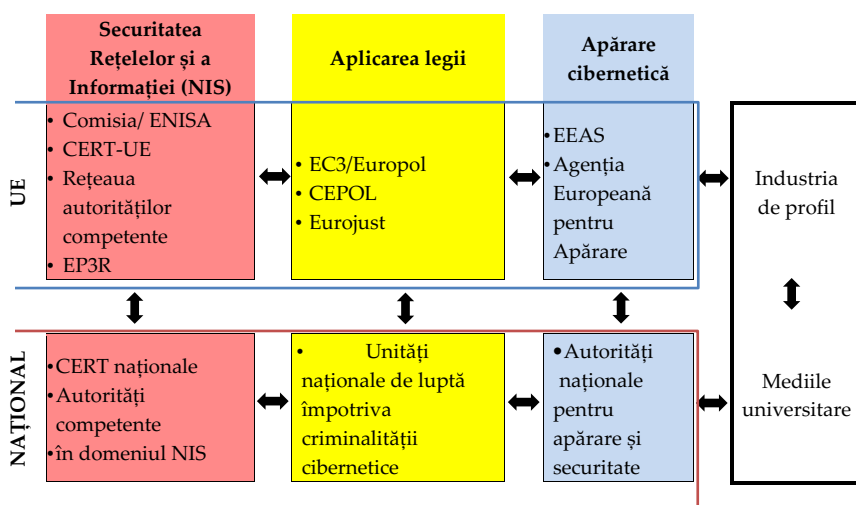 Securitatea
Rețelelor și a
Informației (NIS)
Aplicarea legii
Apărare
cibernetică
UE
• Comisia/ ENISA
• CERT-UE
• Rețeaua
autorităților
competente
• EP3R
• EC3/Europol
• CEPOL
• Eurojust
•EEAS
•Agenția
Europeană
pentru
Apărare
Industria
de profil
NAȚIONAL
•CERT naționale
•Autorități
competente
•în domeniul NIS
• Unități
naționale de luptă
împotriva
criminalității
cibernetice
•Autorități
naționale
pentru
apărare și
securitate
Mediile
universitare